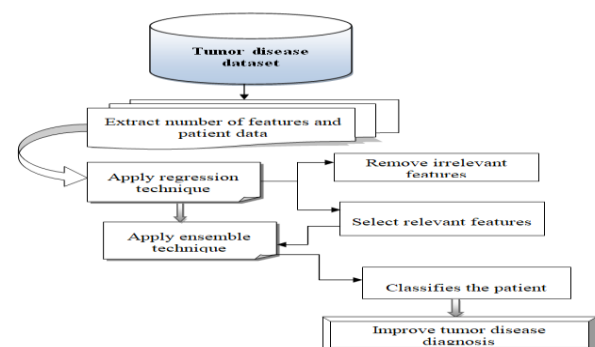 Tumor disease
dataset
Extract number of features and
patient data
Apply regression
technique
Remove irrelevant
features
Select relevant features
Apply ensemble
technique
Classifies the patient
Improve tumor disease
diagnosis